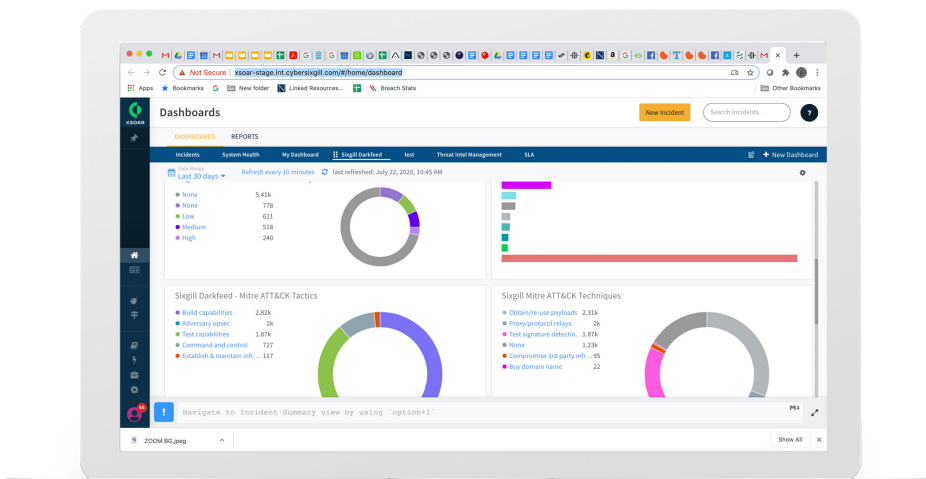 Not Secure | xsoar-stage.int.cybersixgill.com/#/home/dashboard
Apps Bookmarks New folder Linked Resources... Breach Stats Other Bookmarks
XSOAR
Dashboards
New Incident
Search Incidents.
?
DASHBOARDS REPORTS
Incidents System Health My Dashboard Sixgill Darkfeed test Threat Intel Management SLA + New Dashboard
Date Range
Last 30 days Refresh every 10 minutes last refreshed: July 22, 2020, 10:45 AM
None 5.41k
None 778
Low 611
Medium 518
High 240
Sixgill Darkfeed - Mitre ATT&CK Tactics
Build capabilities 2.82k
Adversary opsec 2k
Test capabilities 1.87k
Command and control 727
Establish & maintain infr... 117
Sixgill Mitre ATT&CK Techniques
Obtain/re-use payloads 2.31k
Proxy/protocol relays 2k
Test signature detectio... 1.87k
None 1.23k
Compromise 3rd party infr... 95
Buy domain name 22
! Navigate to Incident Summary view by using `option+1`
M↓
ZOOM BG.jpeg
Show All